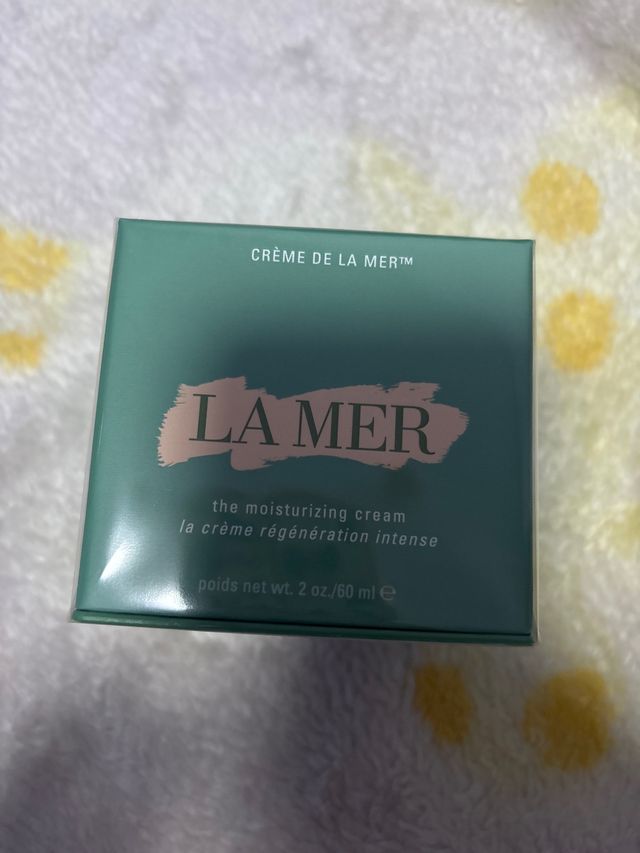 CRÈME DE LA MER™
LA MER
the moisturizing cream
la crème régénération intense
poids net wt. 2 oz./60 ml ℮